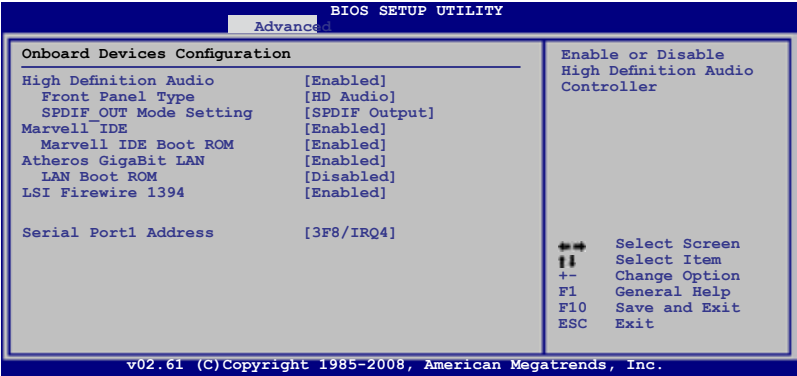 BIOS SETUP UTILITY
Advanced
Onboard Devices Configuration
High Definition Audio [Enabled]
Front Panel Type [HD Audio]
SPDIF_OUT Mode Setting [SPDIF Output]
Marvell IDE [Enabled]
Marvell IDE Boot ROM [Enabled]
Atheros GigaBit LAN [Enabled]
LAN Boot ROM [Disabled]
LSI Firewire 1394 [Enabled]
Serial Port1 Address [3F8/IRQ4]
Enable or Disable
High Definition Audio
Controller
←→ Select Screen
↑↓ Select Item
+- Change Option
F1 General Help
F10 Save and Exit
ESC Exit
v02.61 (C)Copyright 1985-2008, American Megatrends, Inc.